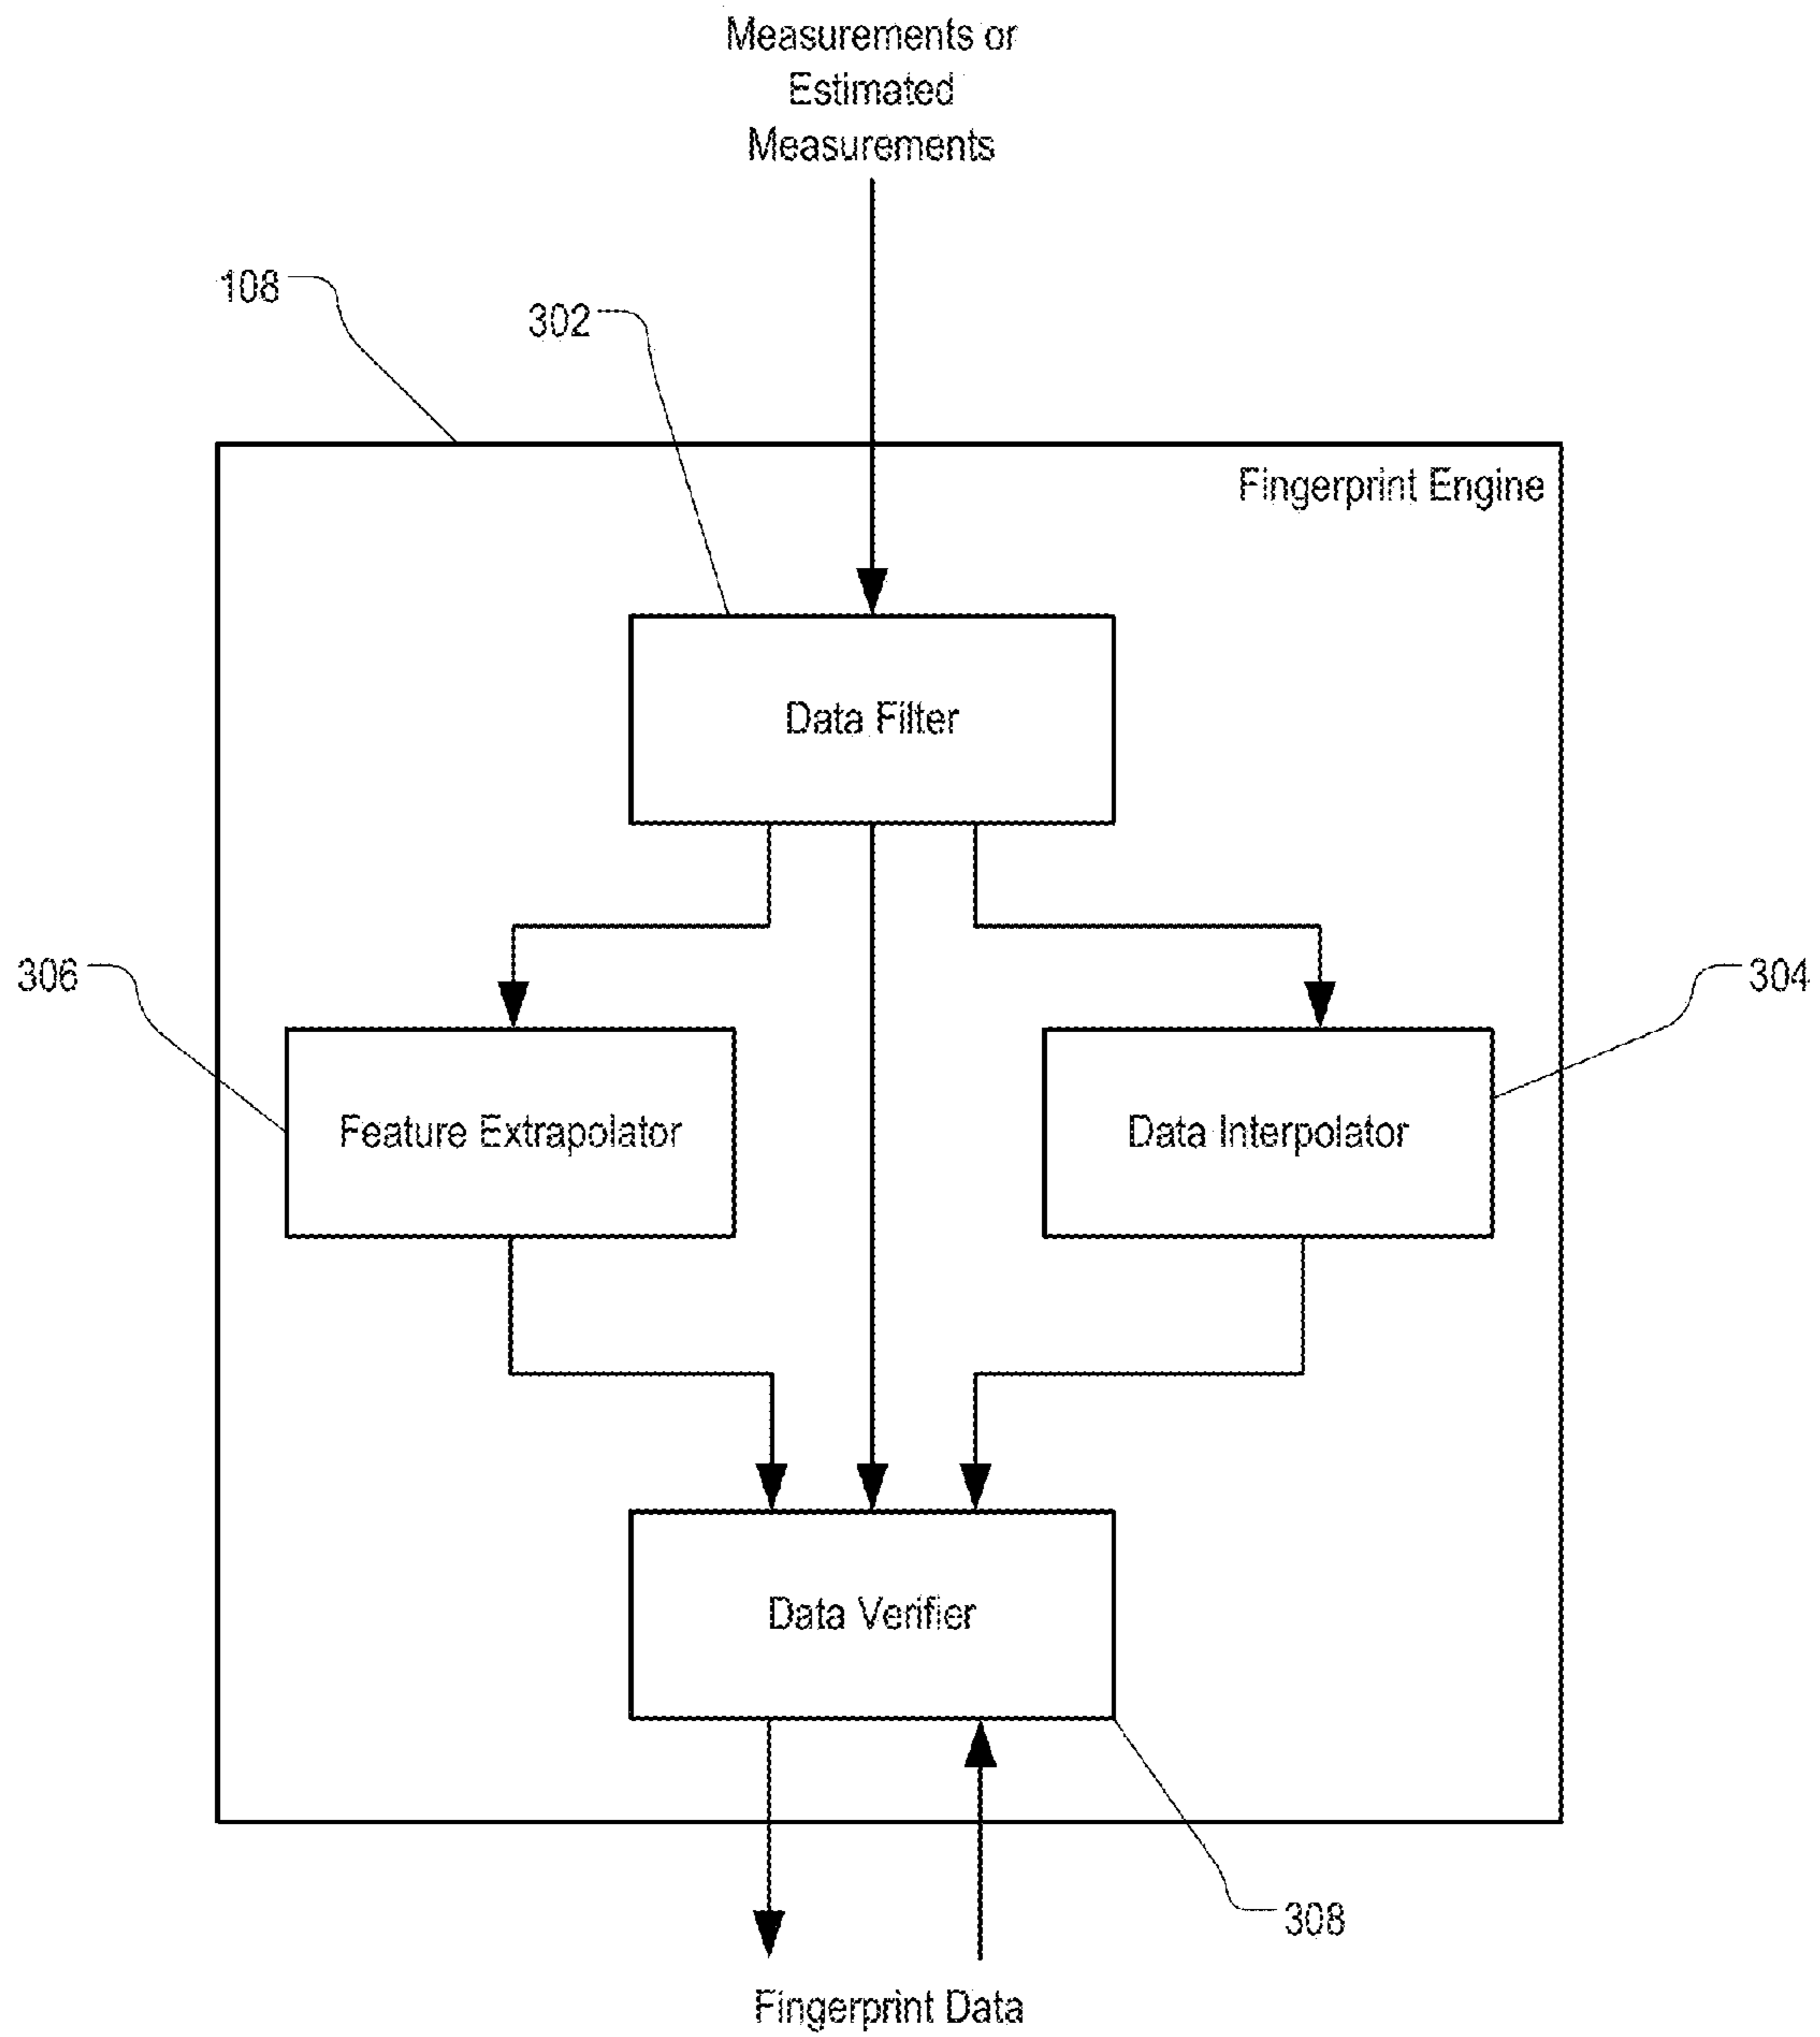 Measurements or
Estimated
Measurements
108
302
Fingerprint Engine
Data Filter
306
304
Feature Extrapolator
Data Interpolator
Data Verifier
308
Fingerprint Data